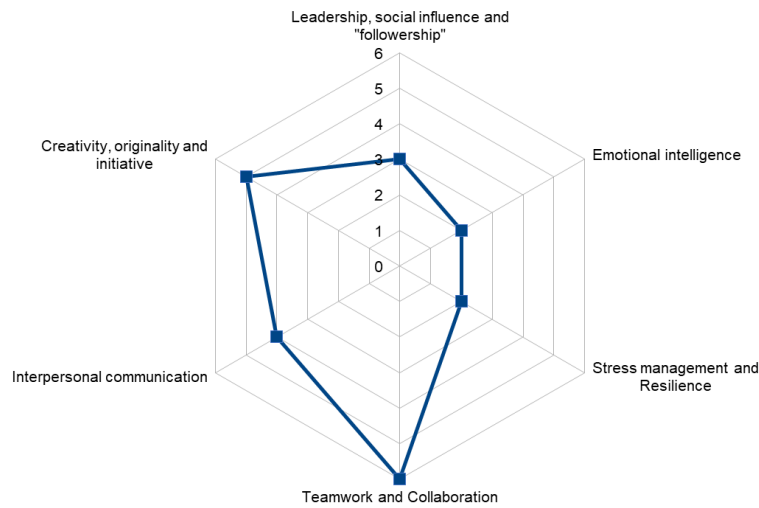 Leadership, social influence and
"followership"
6
5
4
3
2
1
0
Creativity, originality and
initiative
Emotional intelligence
Interpersonal communication
Stress management and
Resilience
Teamwork and Collaboration